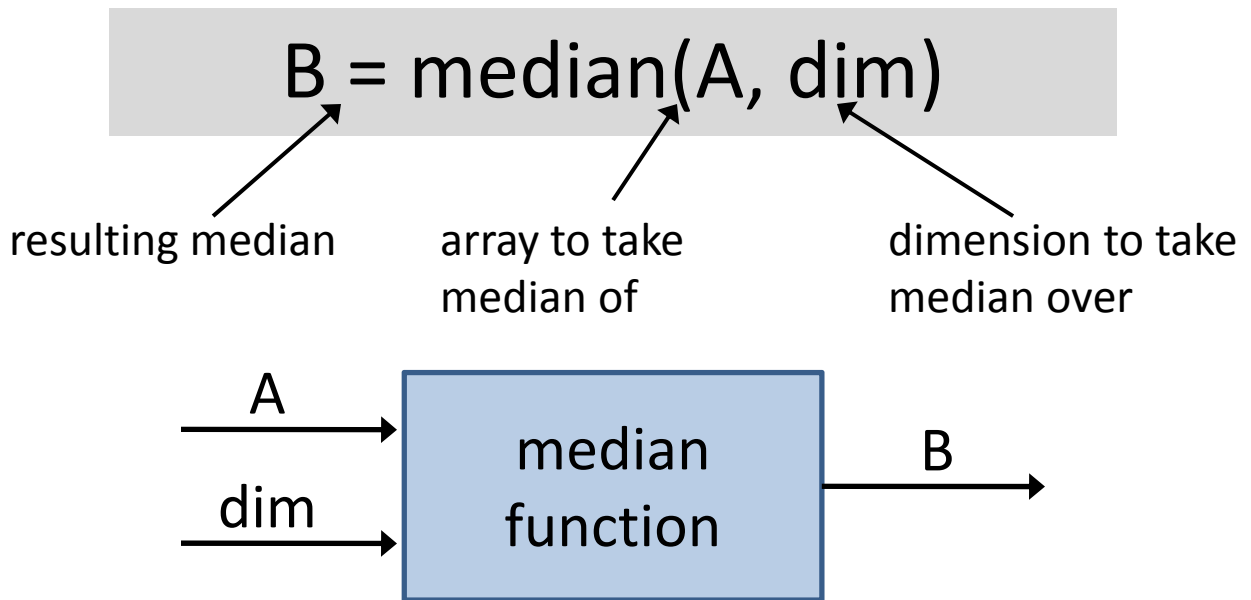 B = median(A, dim)
resulting median
array to take
median of
dimension to take
median over
A
dim
median
function
B